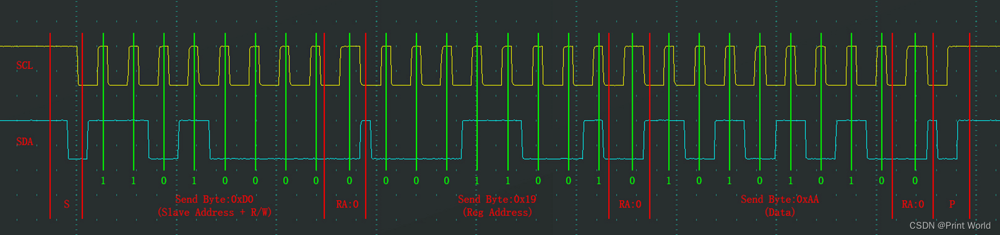 SCL
SDA
1 1 0 1 0 0 0 0 0 0 0 0 1 1 0 0 1 0 1 0 1 0 1 0 1 0 0
S
Send Byte:0xD0
(Slave Address + R/W)
RA:0
Send Byte:0x19
(Reg Address)
RA:0
Send Byte:0xAA
(Data)
RA:0
P
CSDN @Print World